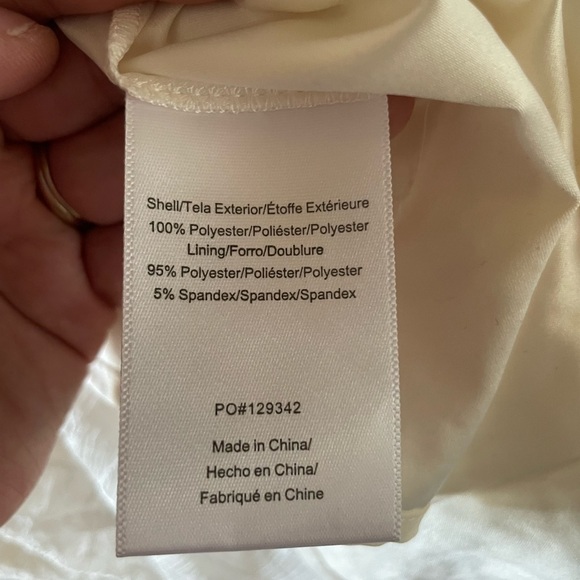 Shell/Tela Exterior/Étoffe Extérieure
100% Polyester/Poliéster/Polyester
Lining/Forro/Doublure
95% Polyester/Poliéster/Polyester
5% Spandex/Spandex/Spandex
PO#129342
Made in China/
Hecho en China/
Fabriqué en Chine